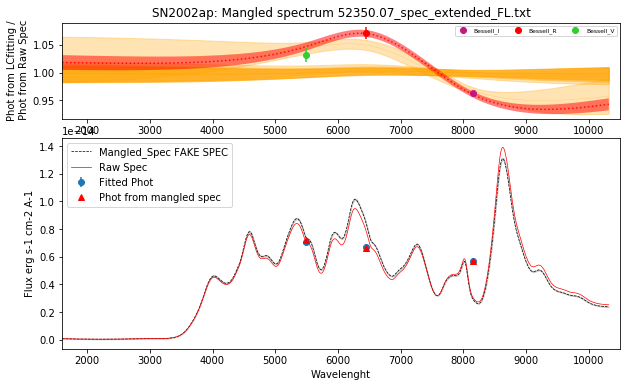 SN2002ap: Mangled spectrum 52350.07_spec_extended_FL.txt
Phot from LCfitting /
Phot from Raw Spec
1.05
1.00
0.95
Bessell_I
Bessell_R
Bessell_V
2000 3000 4000 5000 6000 7000 8000 9000 10000
1e−14
Flux erg s-1 cm-2 A-1
1.4
1.2
1.0
0.8
0.6
0.4
0.2
0.0
Mangled_Spec FAKE SPEC
Raw Spec
Fitted Phot
Phot from mangled spec
2000 3000 4000 5000 6000 7000 8000 9000 10000
Wavelenght